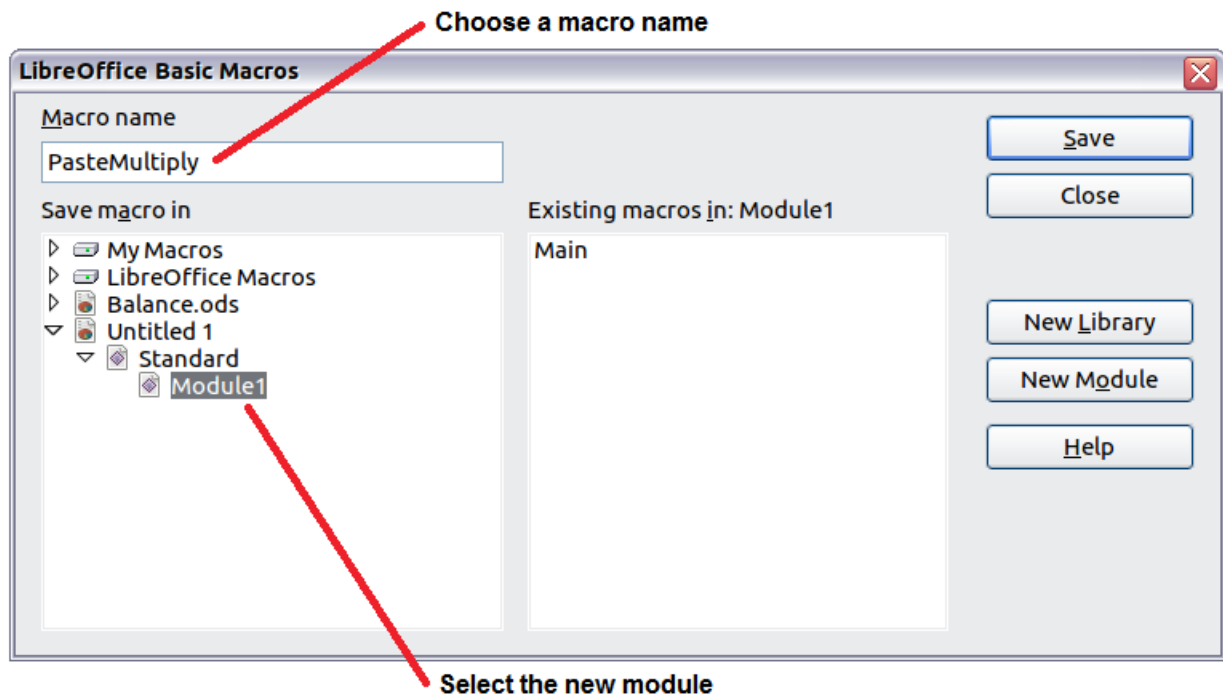 Choose a macro name
LibreOffice Basic Macros
Macro name
PasteMultiply
Save macro in
My Macros
LibreOffice Macros
Balance.ods
Untitled 1
Standard
Module1
Existing macros in: Module1
Main
Save
Close
New Library
New Module
Help
Select the new module